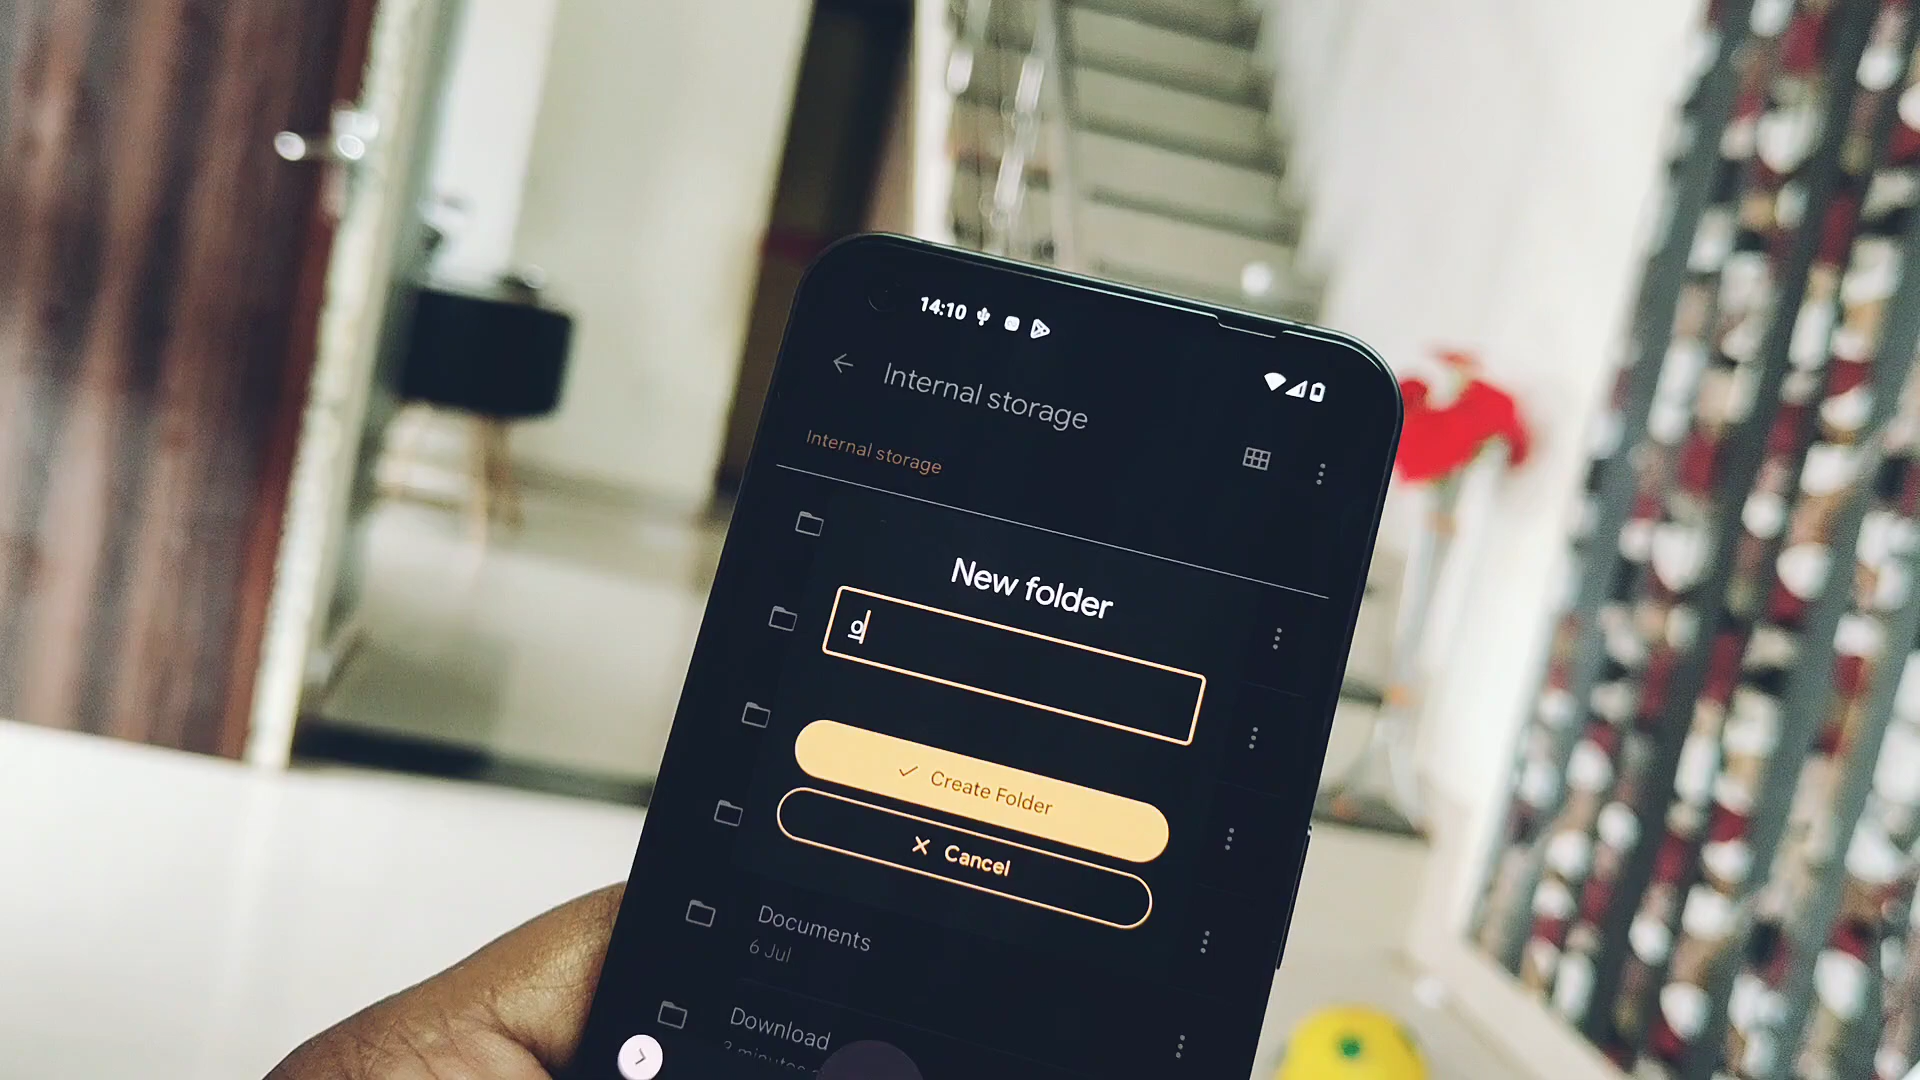 14:10
Internal storage
Internal storage
New folder
o
Create Folder
Cancel
Documents
6 Jul
Download